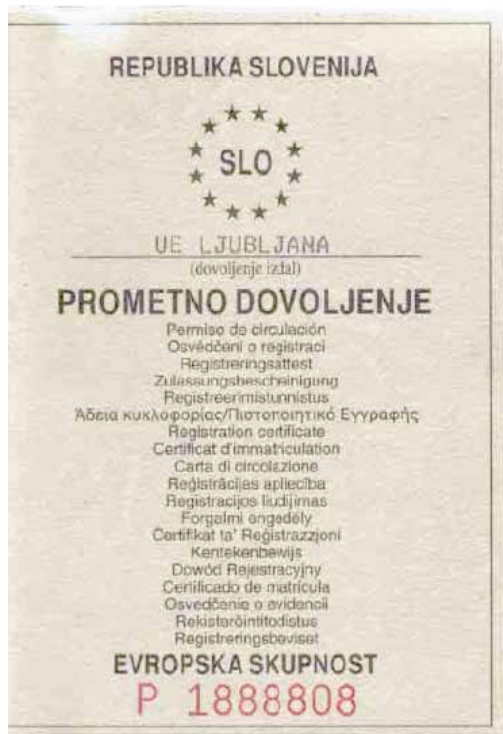 REPUBLIKA SLOVENIJA
SLO
UE LJUBLJANA
(dovoljenje izdal)
PROMETNO DOVOLJENJE
Permiso de circulación
Osvědčení o registraci
Registreringsattest
Zulassungsbescheinigung
Registreerimistunnistus
Άδεια κυκλοφορίας/Πιστοποιητικό Εγγραφής
Registration certificate
Certificat d'immatriculation
Carta di circolazione
Reģistrācijas apliecība
Registracijos liudijimas
Forgalmi engedély
Ċertifikat ta' Reġistrazzjoni
Kentekenbewijs
Dowód Rejestracyjny
Certificado de matrícula
Osvedčenie o evidencii
Rekisteröintitodistus
Registreringsbeviset
EVROPSKA SKUPNOST
P 1888808